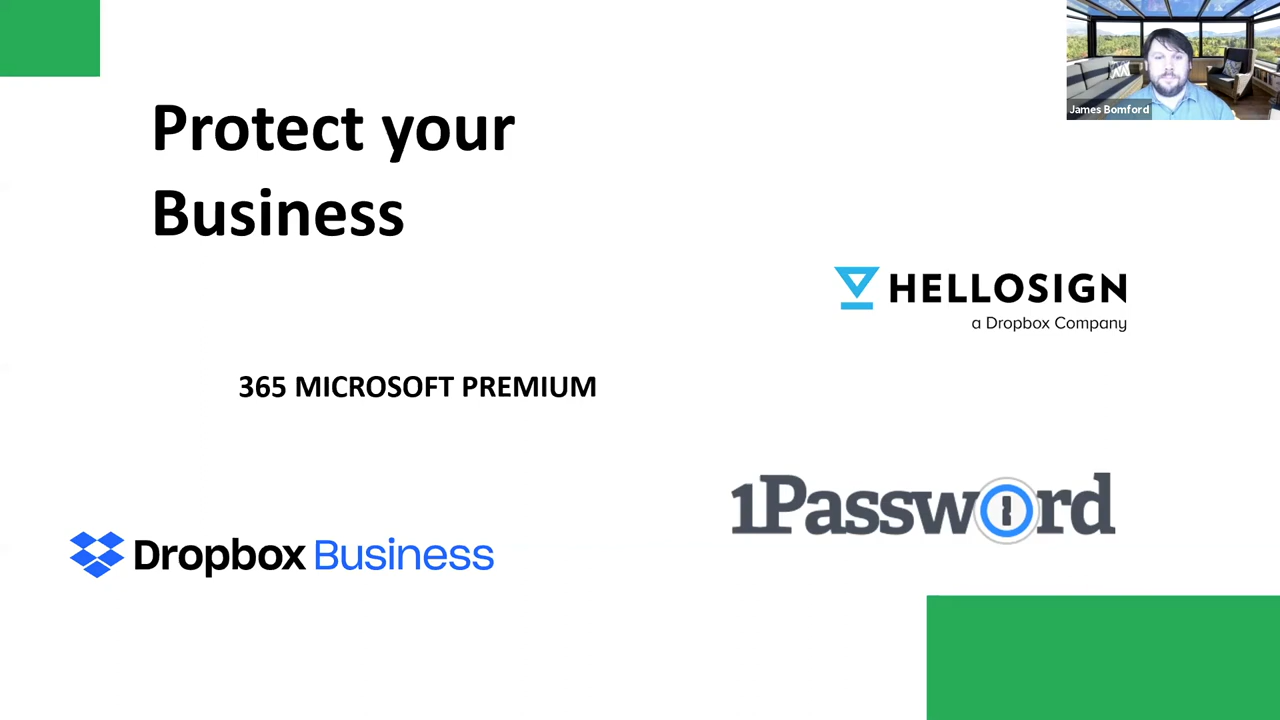 Protect your
Business
James Bomford
HELLOSIGN
a Dropbox Company
365 MICROSOFT PREMIUM
1Password
Dropbox Business